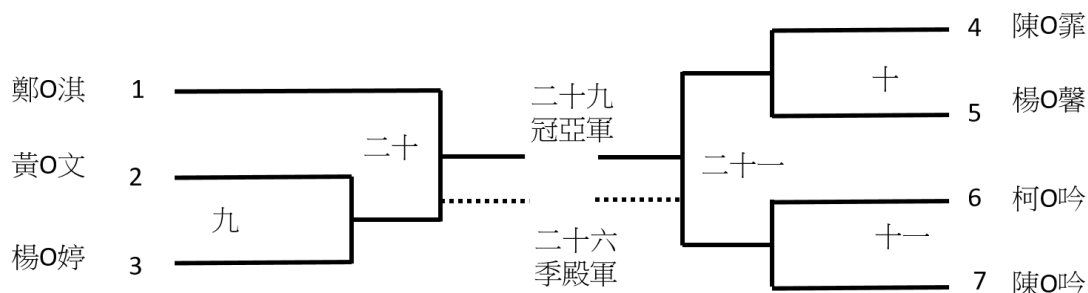 鄭O淇 1
黃O文 2
楊O婷 3
九
二十
二十九
冠亞軍
二十六
季殿軍
二十一
十
十一
4 陳O霏
5 楊O馨
6 柯O吟
7 陳O吟